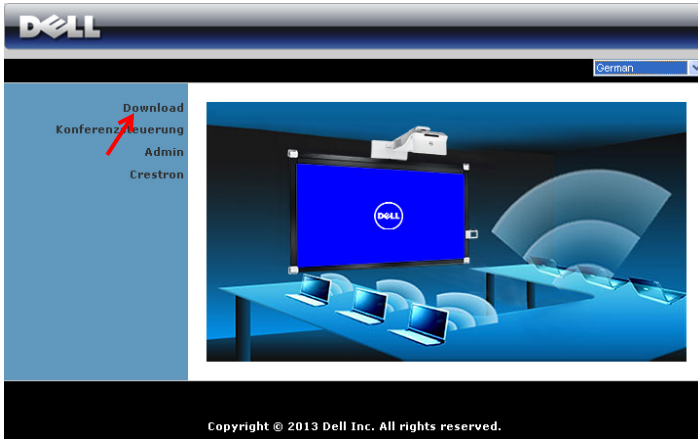 DELL
German
Download
Konferenzsteuerung
Admin
Crestron
DELL
Copyright © 2013 Dell Inc. All rights reserved.